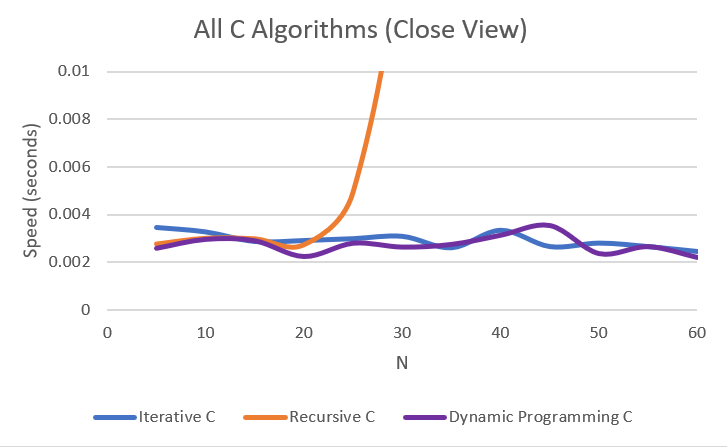 All C Algorithms (Close View)
Speed (seconds)
0.01
0.008
0.006
0.004
0.002
0
0 10 20 30 40 50 60
N
Iterative C Recursive C Dynamic Programming C